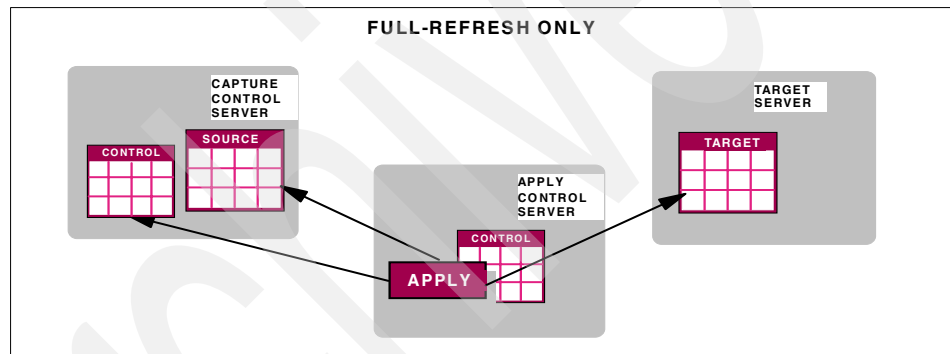 FULL-REFRESH ONLY
CAPTURE
CONTROL
SERVER
SOURCE
CONTROL
TARGET
SERVER
TARGET
APPLY
CONTROL
SERVER
CONTROL
APPLY